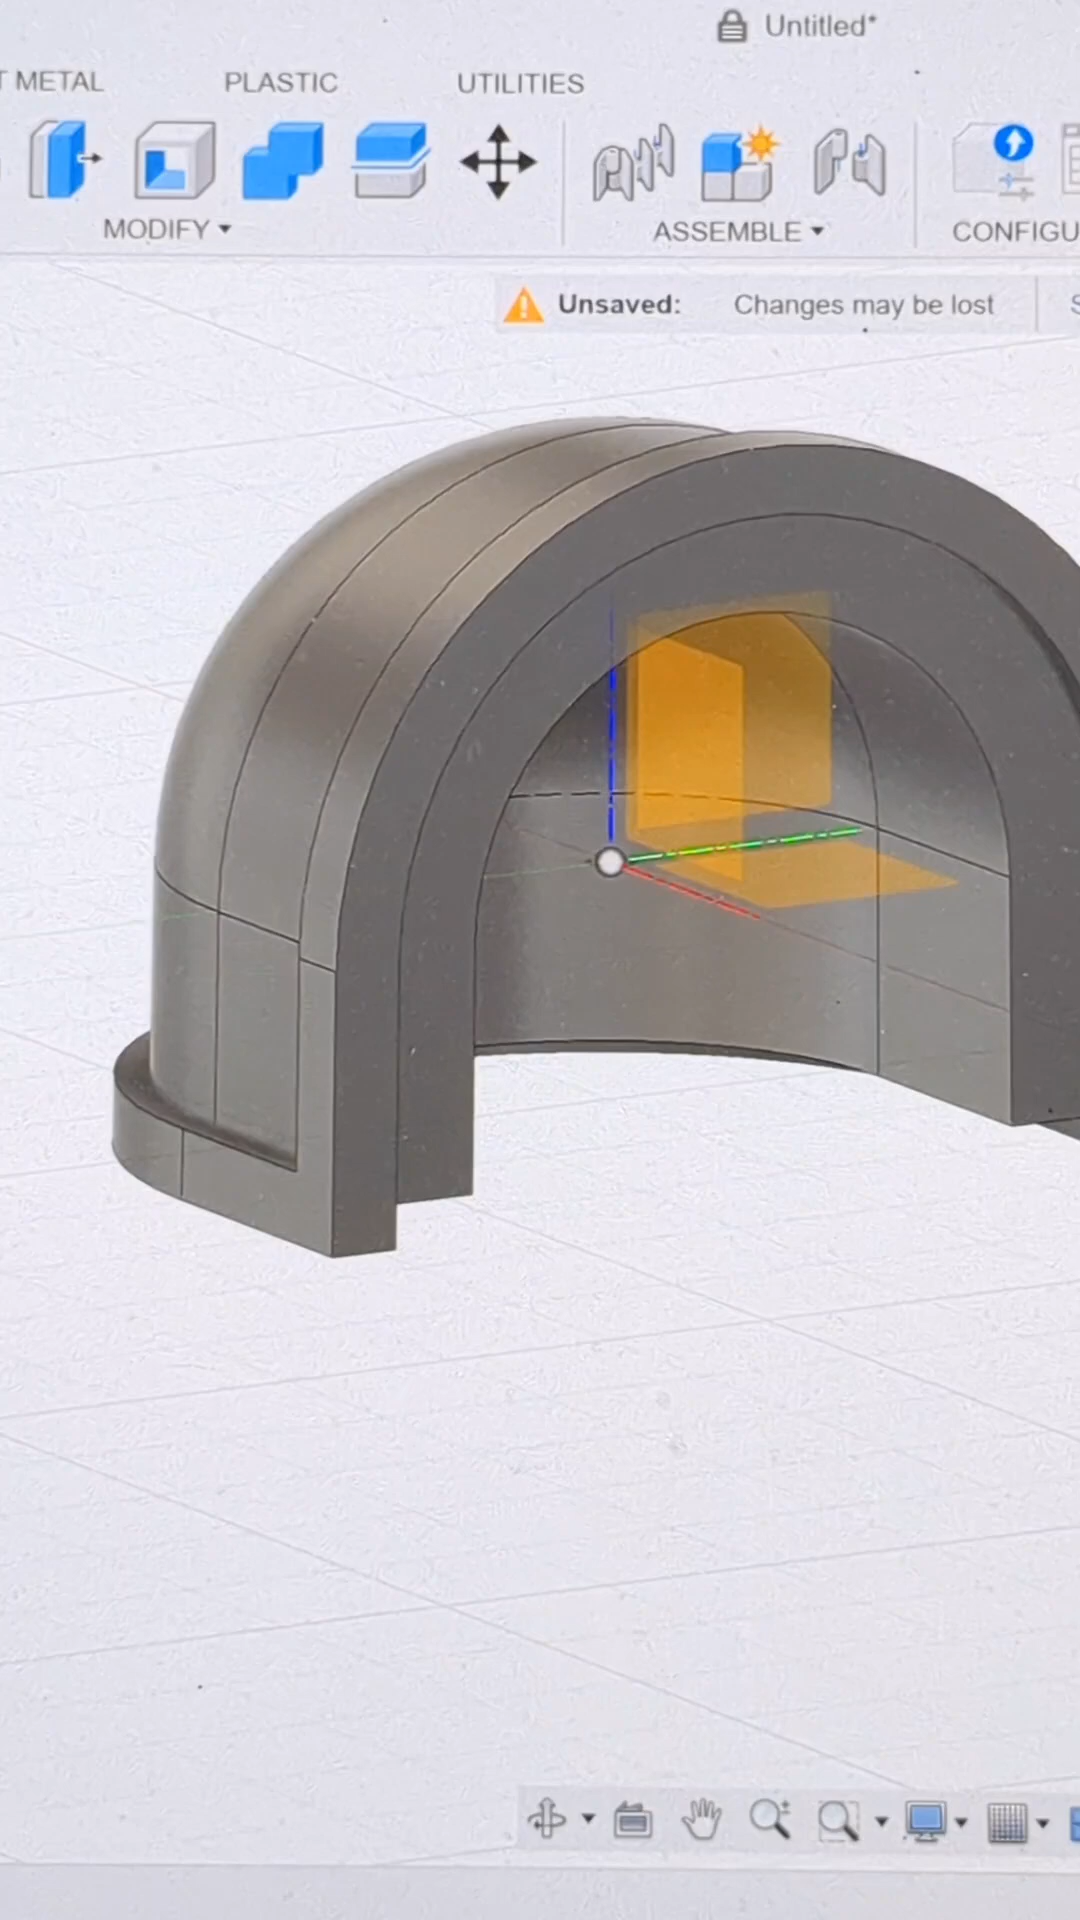 Untitled*
T METAL PLASTIC UTILITIES
MODIFY ASSEMBLE CONFIGU
Unsaved: Changes may be lost S